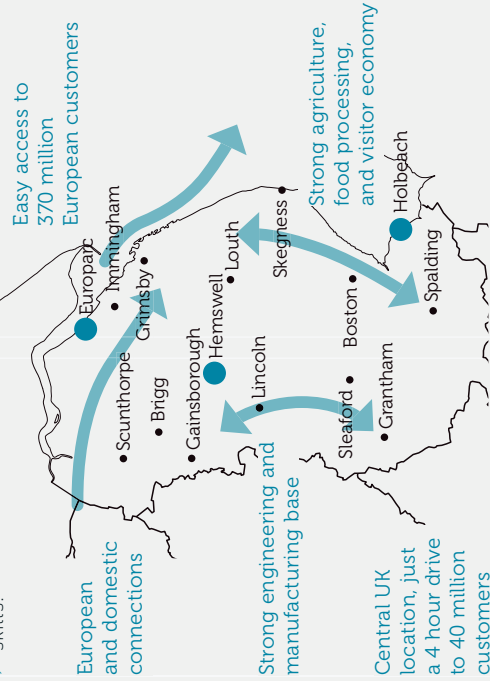 skills.
European
and domestic
connections
Easy access to
370 million
European customers
Strong engineering and
manufacturing base
Central UK
location, just
a 4 hour drive
to 40 million
customers
Strong agriculture,
food processing,
and visitor economy
Europarc
Immingham
Grimsby
Scunthorpe
Brigg
Gainsborough
Hemswell
Louth
Lincoln
Skegness
Sleaford
Boston
Grantham
Holbeach
Spalding